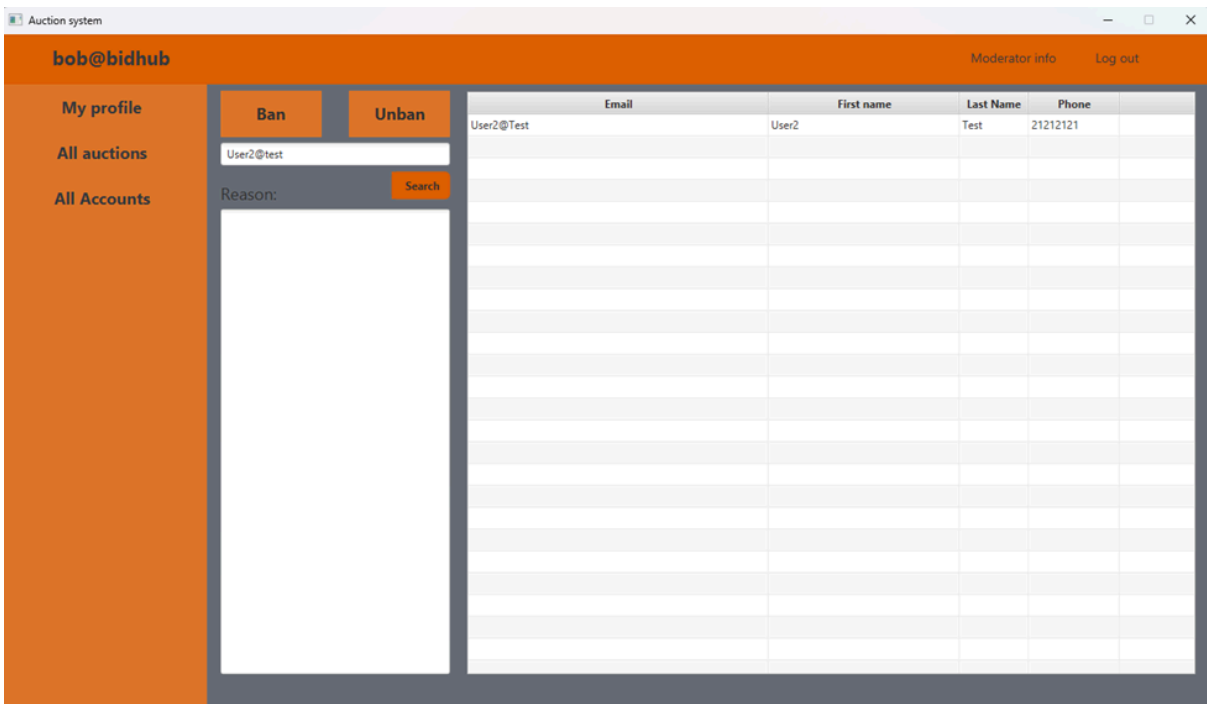 Auction system
bob@bidhub
Moderator info
Log out
My profile
All auctions
All Accounts
Ban
Unban
User2@test
Search
Reason:
Email First name Last Name Phone
User2@Test User2 Test 21212121